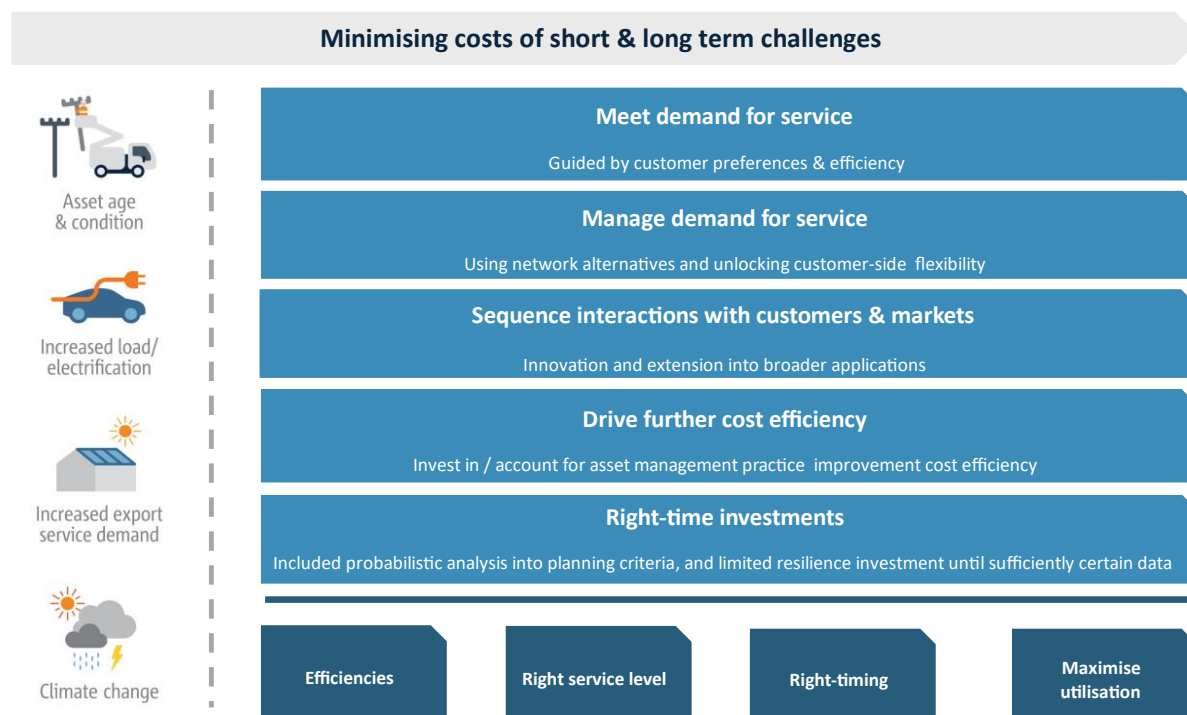 Minimising costs of short & long term challenges
Asset age
& condition
Increased load/
electrification
Increased export
service demand
Climate change
Meet demand for service
Guided by customer preferences & efficiency
Manage demand for service
Using network alternatives and unlocking customer-side flexibility
Sequence interactions with customers & markets
Innovation and extension into broader applications
Drive further cost efficiency
Invest in / account for asset management practice improvement cost efficiency
Right-time investments
Included probabilistic analysis into planning criteria, and limited resilience investment until sufficiently certain data
Efficiencies
Right service level
Right-timing
Maximise
utilisation